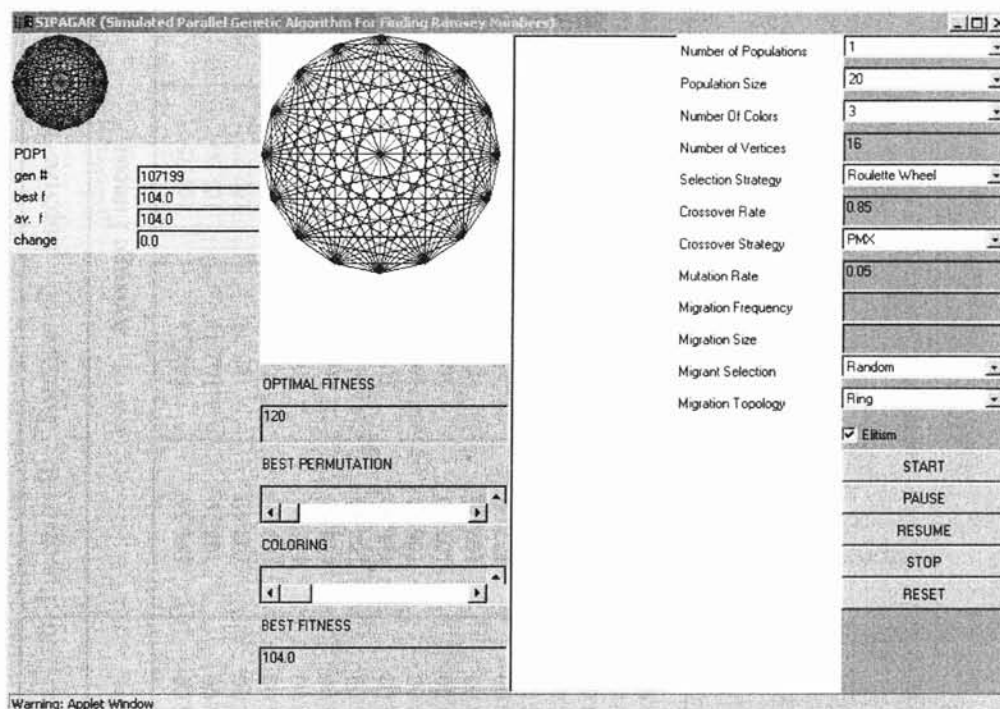 SIPAGAR (Simulated Parallel Genetic Algorithm For Finding Ramsey Numbers)
POP1
gen # 107199
best f 104.0
av. f 104.0
change 0.0
OPTIMAL FITNESS
120
BEST PERMUTATION
COLORING
BEST FITNESS
104.0
Number of Populations 1
Population Size 20
Number Of Colors 3
Number of Vertices 16
Selection Strategy Roulette Wheel
Crossover Rate 0.85
Crossover Strategy PMX
Mutation Rate 0.05
Migration Frequency
Migration Size
Migrant Selection Random
Migration Topology Ring
Elitism
START
PAUSE
RESUME
STOP
RESET
Warning: Applet Window